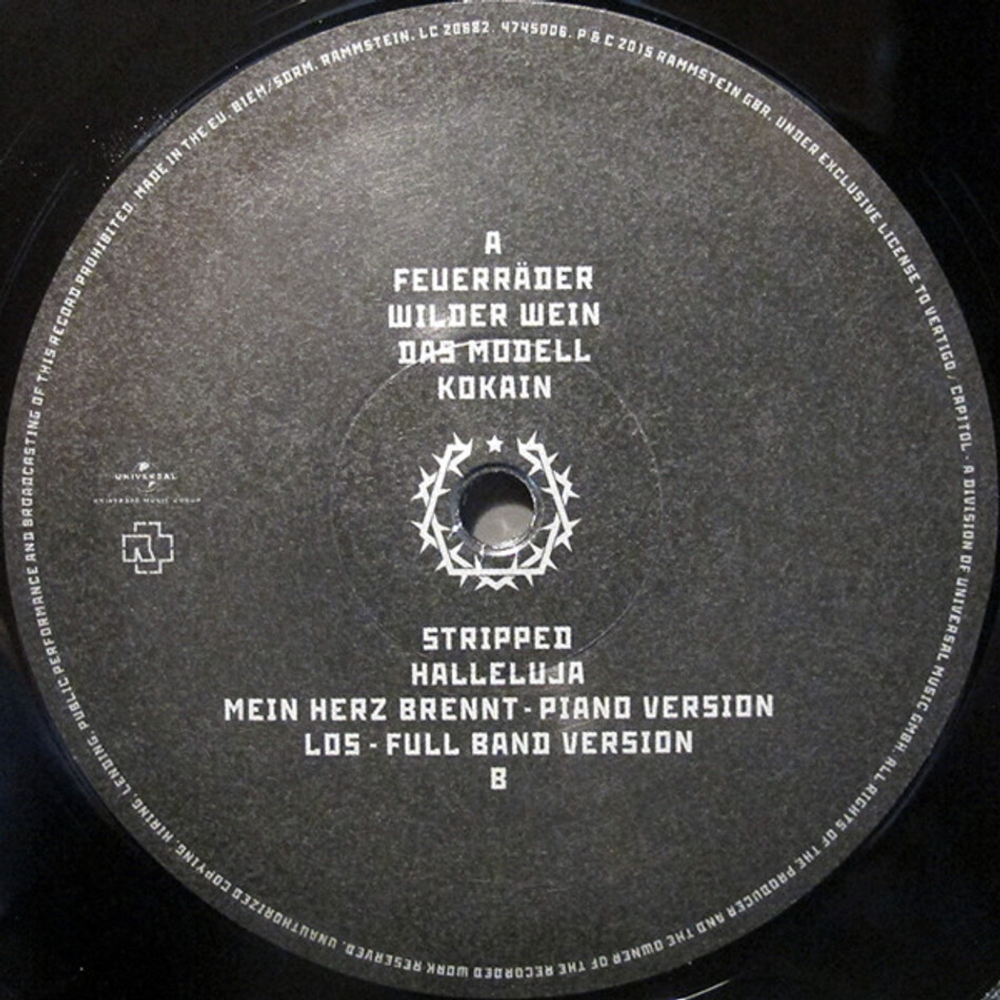 A
FEUERRÄDER
WILDER WEIN
DAS MODELL
KOKAIN
UNIVERSAL
UNIVERSAL MUSIC GROUP
STRIPPED
HALLELUJA
MEIN HERZ BRENNT - PIANO VERSION
LOS - FULL BAND VERSION
B
MADE IN THE EU. BIEM/SDRM. RAMMSTEIN. LC 20682. 4745006. P & C 2015 RAMMSTEIN GBR. UNDER EXCLUSIVE LICENSE TO VERTIGO / CAPITOL - A DIVISION OF UNIVERSAL MUSIC GMBH. ALL RIGHTS OF THE PRODUCER AND THE OWNER OF THE RECORDED WORK RESERVED. UNAUTHORIZED COPYING, HIRING, LENDING, PUBLIC PERFORMANCE AND BROADCASTING OF THIS RECORD PROHIBITED.